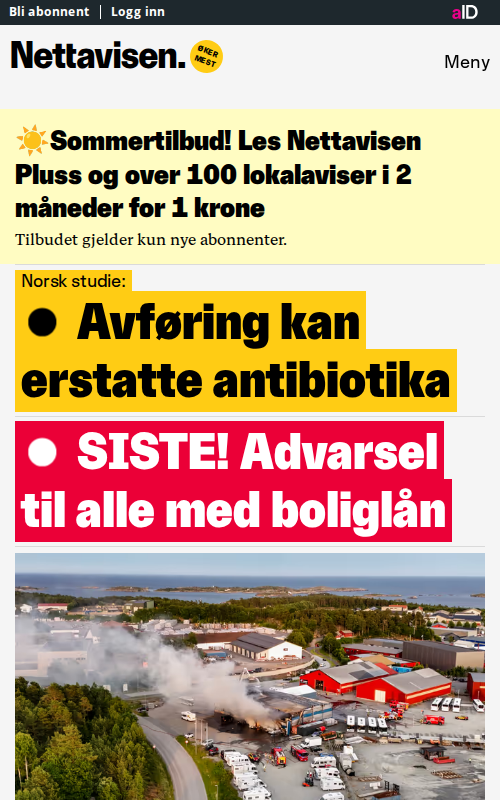 Bli abonnent | Logg inn
aID
Nettavisen.
ØKER
MEST
Meny
☀️Sommertilbud! Les Nettavisen
Pluss og over 100 lokalaviser i 2
måneder for 1 krone
Tilbudet gjelder kun nye abonnenter.
Norsk studie:
Avføring kan
erstatte antibiotika
SISTE! Advarsel
til alle med boliglån